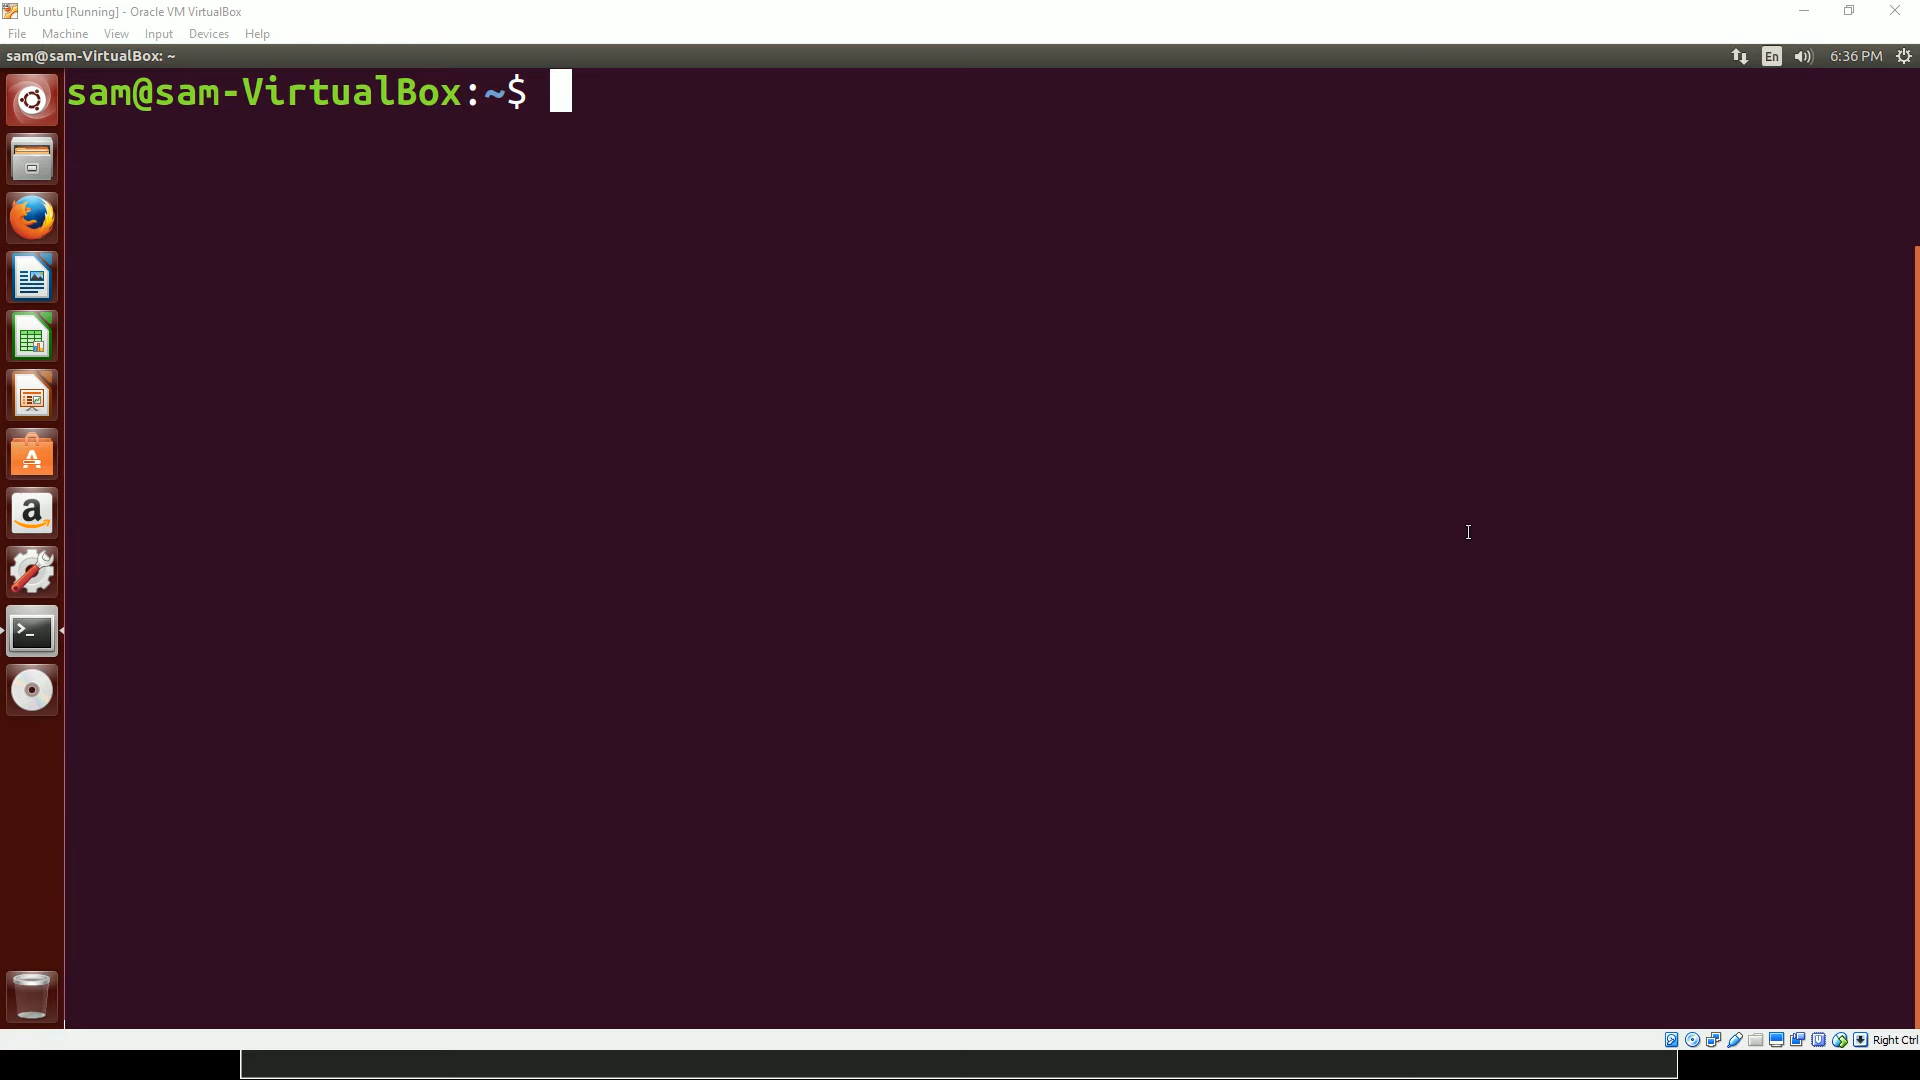 Ubuntu [Running] - Oracle VM VirtualBox
File Machine View Input Devices Help
sam@sam-VirtualBox: ~ En 6:36 PM
sam@sam-VirtualBox:~$
Right Ctrl